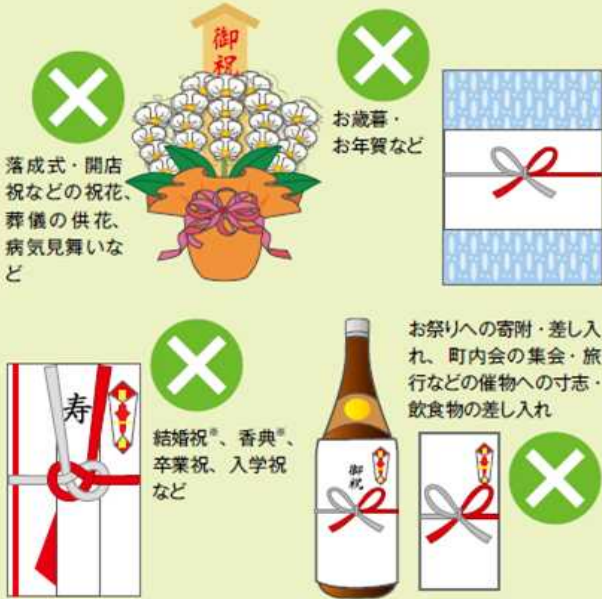 御祝
落成式・開店
祝などの祝花、
葬儀の供花、
病気見舞いな
ど
お歳暮・
お年賀など
寿
結婚祝※、香典※、
卒業祝、入学祝
など
御祝
お祭りへの寄附・差し入
れ、町内会の集会・旅
行などの催物への寸志・
飲食物の差し入れ